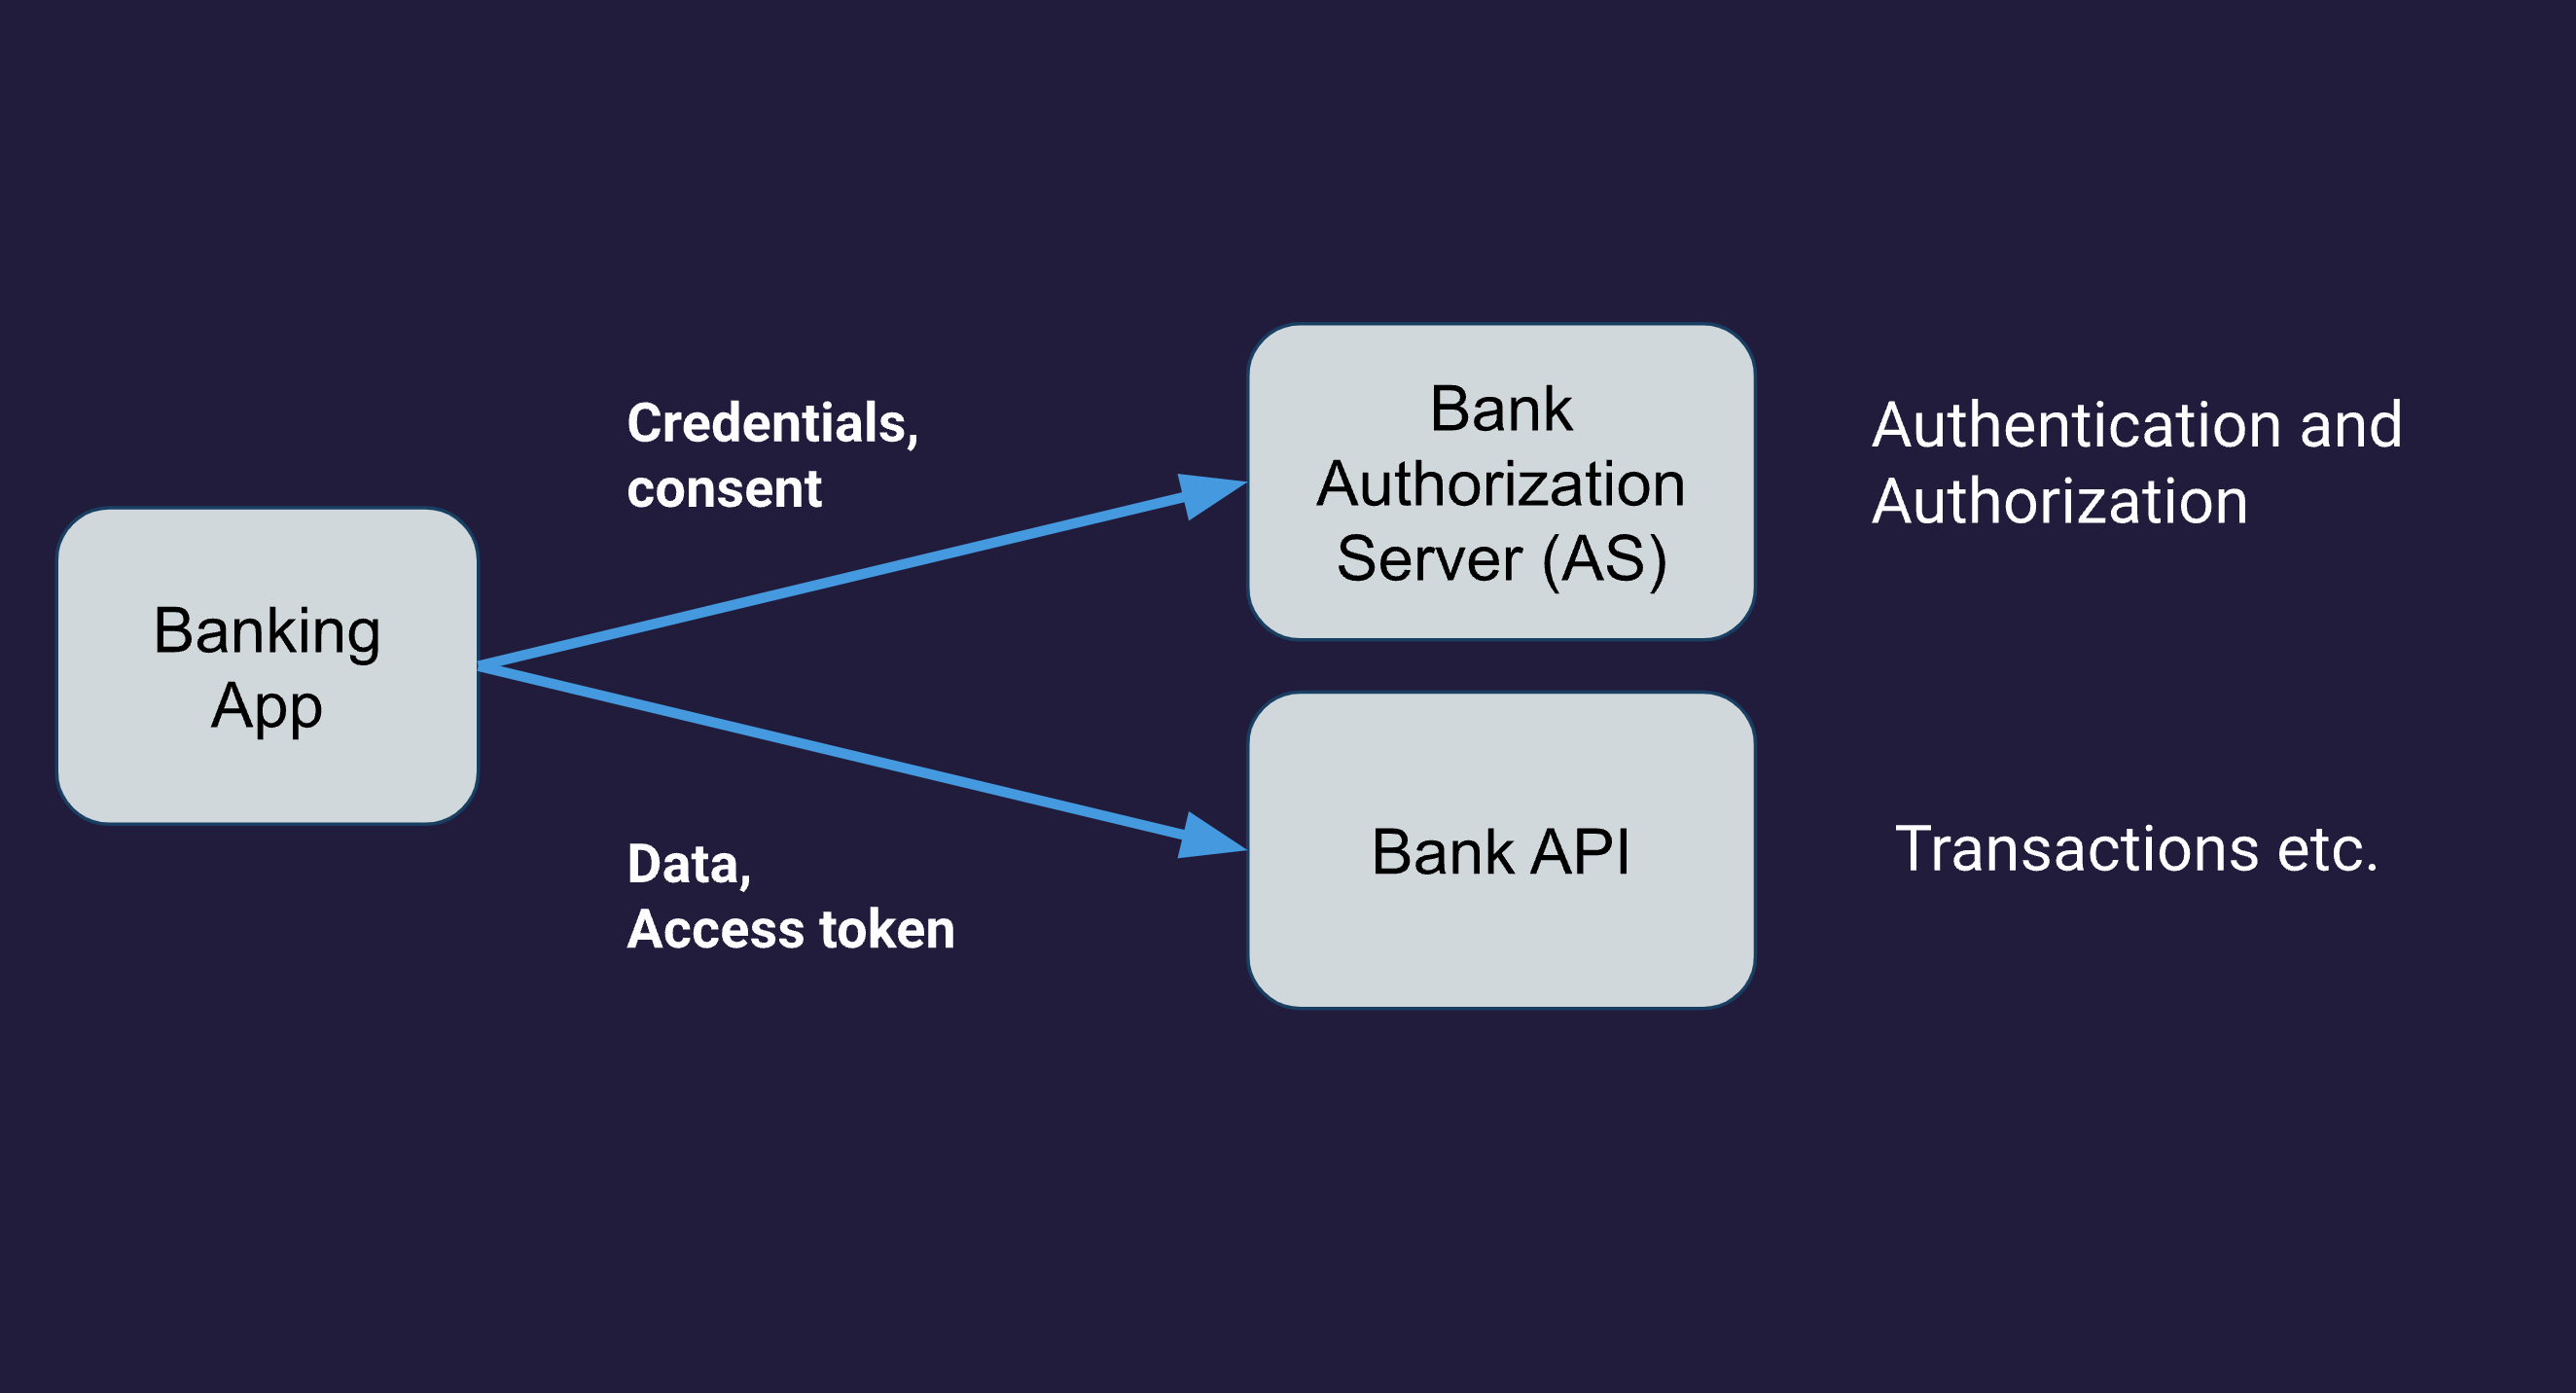 Credentials,
consent
Bank
Authorization
Server (AS)
Authentication and
Authorization
Banking
App
Data,
Access token
Bank API
Transactions etc.